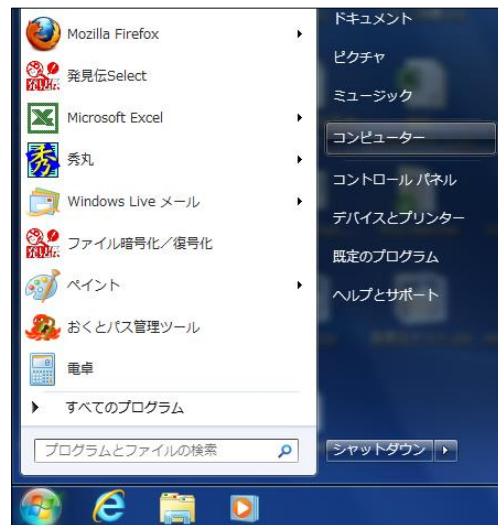 Mozilla Firefox
発見伝Select
Microsoft Excel
秀丸
Windows Live メール
ファイル暗号化／復号化
ペイント
おくとパス管理ツール
電卓
すべてのプログラム
プログラムとファイルの検索
ドキュメント
ピクチャ
ミュージック
コンピューター
コントロール パネル
デバイスとプリンター
既定のプログラム
ヘルプとサポート
シャットダウン